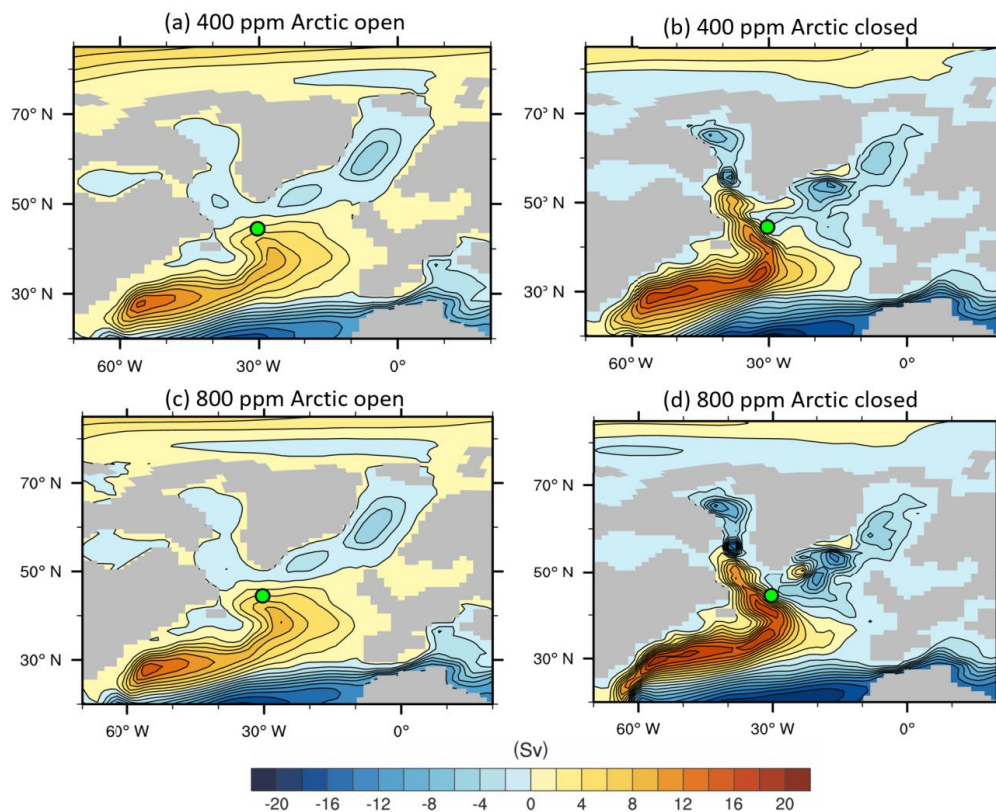 (a) 400 ppm Arctic open
(b) 400 ppm Arctic closed
70° N
50° N
30° N
60° W 30° W 0°
70° N
50° N
30° N
60° W 30° W 0°
(c) 800 ppm Arctic open
(d) 800 ppm Arctic closed
70° N
50° N
30° N
60° W 30° W 0°
70° N
50° N
30° N
60° W 30° W 0°
(Sv)
-20 -16 -12 -8 -4 0 4 8 12 16 20